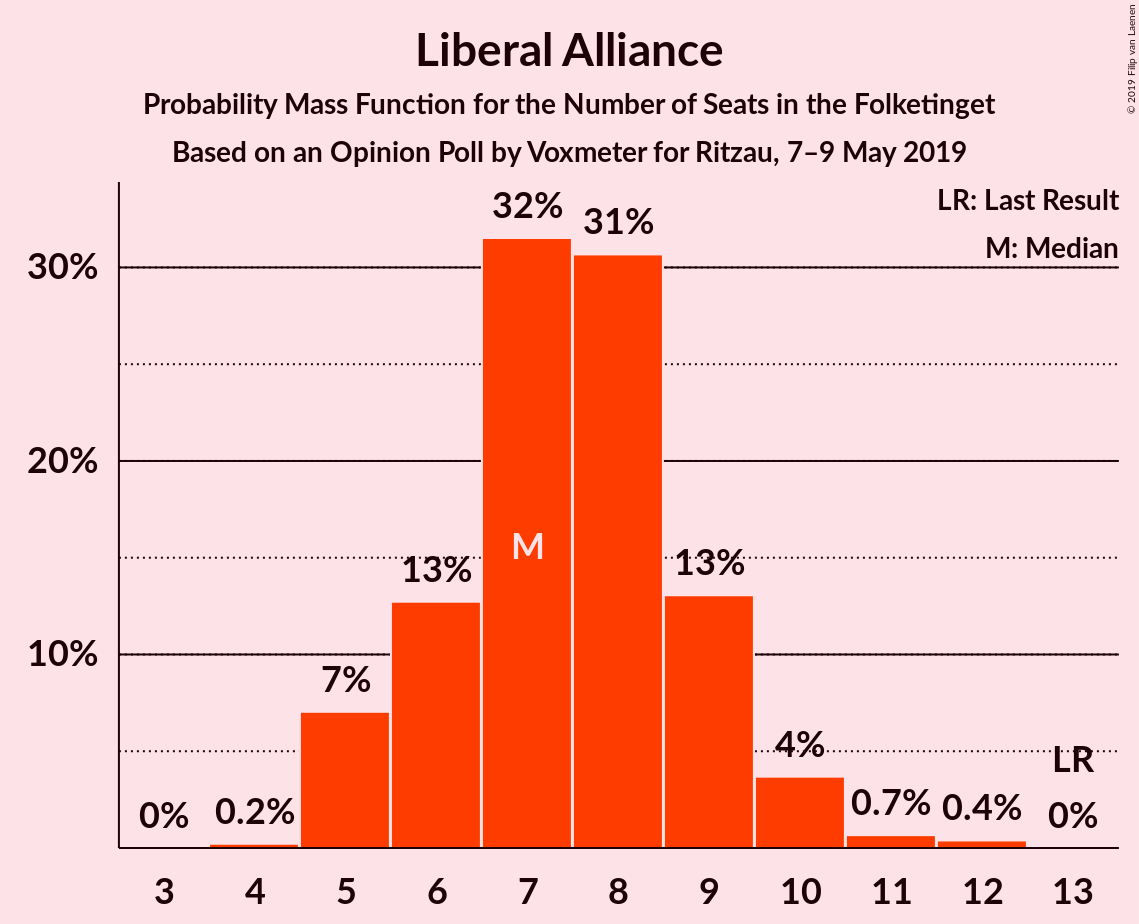 Liberal Alliance
Probability Mass Function for the Number of Seats in the Folketinget
Based on an Opinion Poll by Voxmeter for Ritzau, 7–9 May 2019
© 2019 Filip van Laenen
LR: Last Result
M: Median
30%
20%
10%
0%
0.2%
7%
13%
32%
M
31%
13%
4%
0.7%
0.4%
LR
0%
3 4 5 6 7 8 9 10 11 12 13